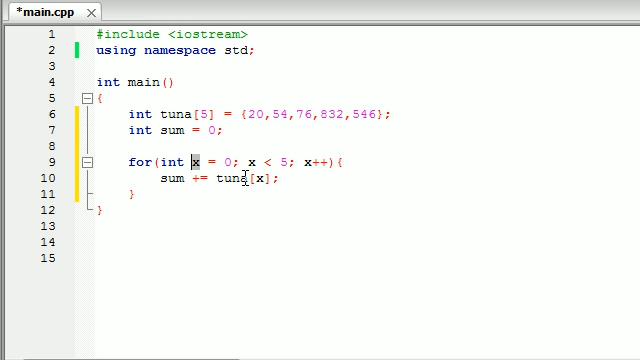 *main.cpp
1 #include <iostream>
2 using namespace std;
3
4 int main()
5 {
6 int tuna[5] = {20,54,76,832,546};
7 int sum = 0;
8
9 for(int x = 0; x < 5; x++){
10 sum += tuna[x];
11 }
12 }
13
14
15